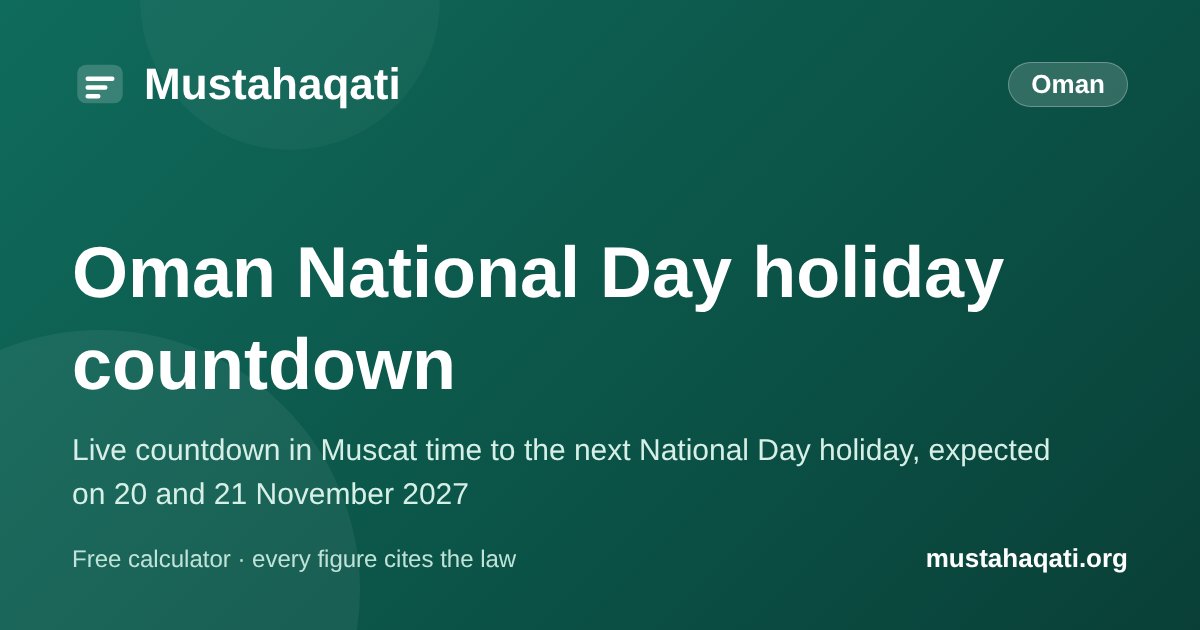 Mustahaqati
Oman
Oman National Day holiday
countdown
Live countdown in Muscat time to the next National Day holiday, expected
on 20 and 21 November 2027
Free calculator · every figure cites the law
mustahaqati.org